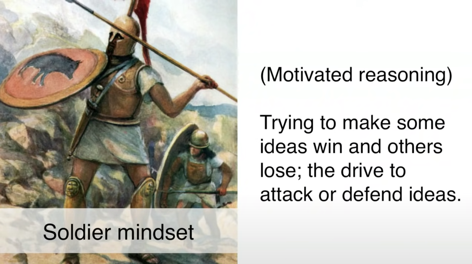 (Motivated reasoning)
Trying to make some
ideas win and others
lose; the drive to
attack or defend ideas.
Soldier mindset